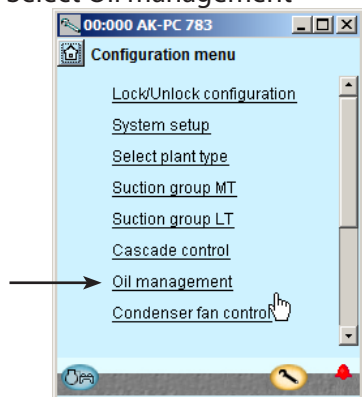 Select Oil management
00:000 AK-PC 783
Configuration menu
Lock/Unlock configuration
System setup
Select plant type
Suction group MT
Suction group LT
Cascade control
Oil management
Condenser fan control